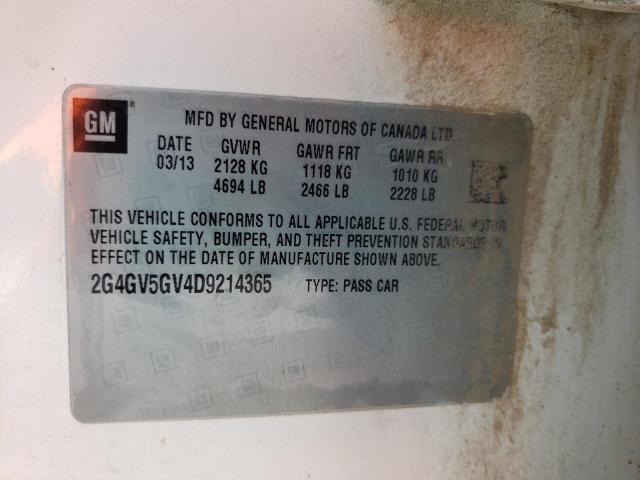 GM®
MFD BY GENERAL MOTORS OF CANADA LTD.
DATE GVWR GAWR FRT GAWR RR
03/13 2128 KG 1118 KG 1010 KG
4694 LB 2466 LB 2228 LB
THIS VEHICLE CONFORMS TO ALL APPLICABLE U.S. FEDERAL MOTOR
VEHICLE SAFETY, BUMPER, AND THEFT PREVENTION STANDARDS IN
EFFECT ON THE DATE OF MANUFACTURE SHOWN ABOVE.
2G4GV5GV4D9214365 TYPE: PASS CAR